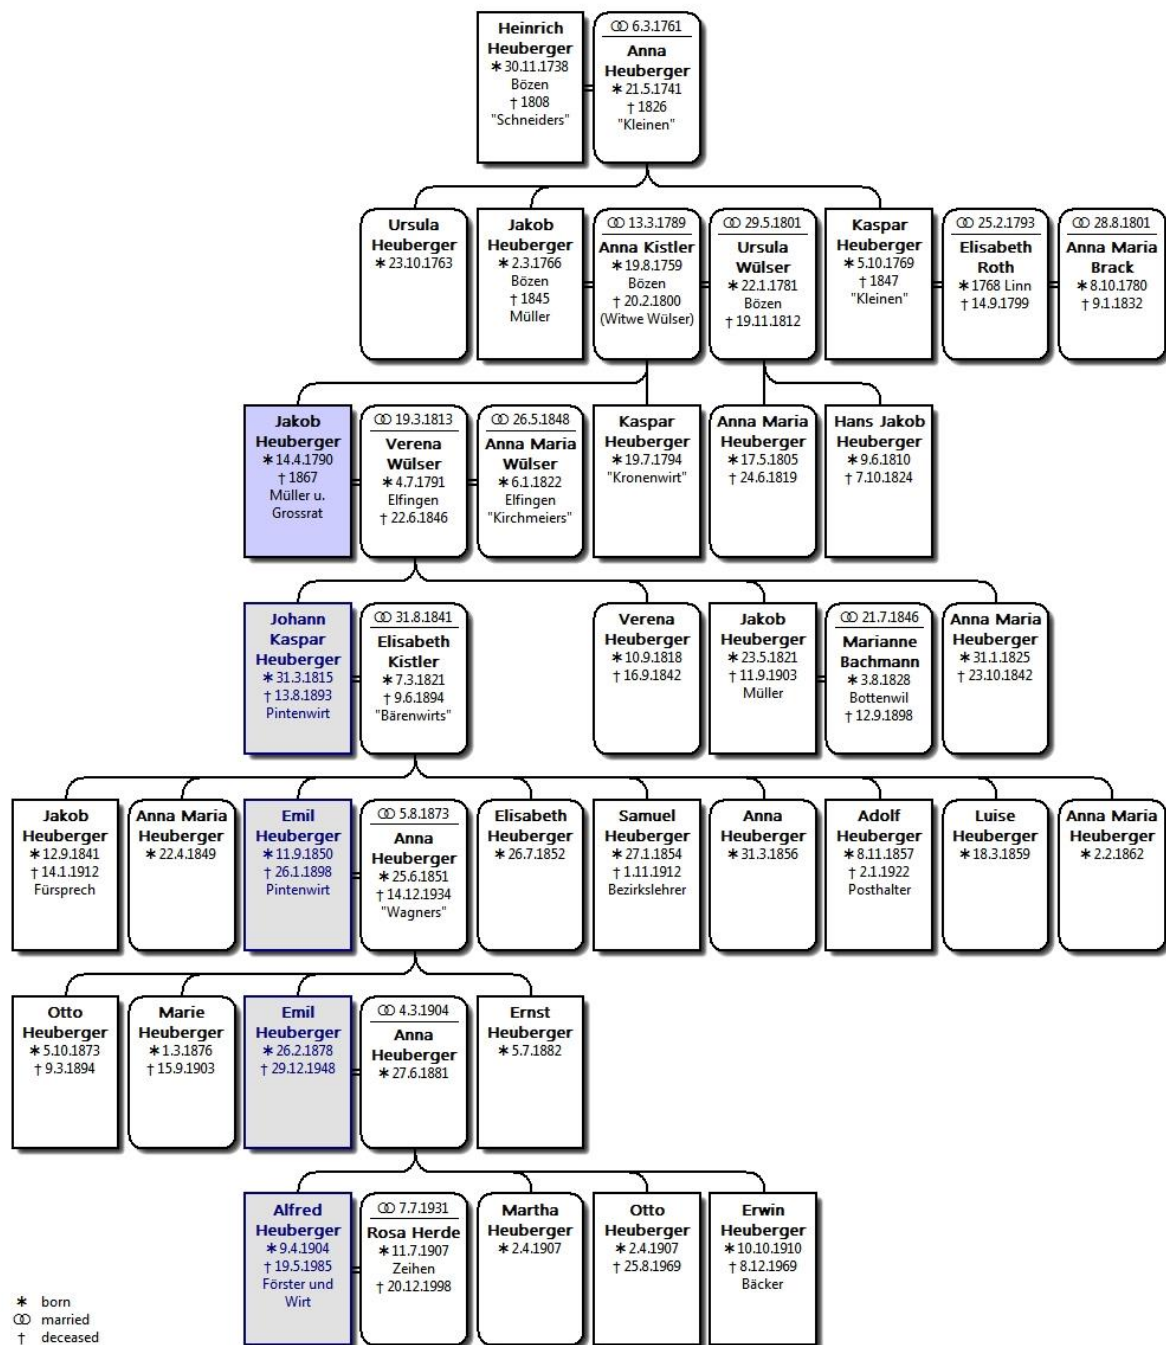 Heinrich
Heuberger
* 30.11.1738
Bözen
† 1808
"Schneiders"
⚭ 6.3.1761
Anna
Heuberger
* 21.5.1741
† 1826
"Kleinen"
Ursula
Heuberger
* 23.10.1763
Jakob
Heuberger
* 2.3.1766
Bözen
† 1845
Müller
⚭ 13.3.1789
Anna Kistler
* 19.8.1759
Bözen
† 20.2.1800
(Witwe Wülser)
⚭ 29.5.1801
Ursula
Wülser
* 22.1.1781
Bözen
† 19.11.1812
Kaspar
Heuberger
* 5.10.1769
† 1847
"Kleinen"
⚭ 25.2.1793
Elisabeth
Roth
* 1768 Linn
† 14.9.1799
⚭ 28.8.1801
Anna Maria
Brack
* 8.10.1780
† 9.1.1832
Jakob
Heuberger
* 14.4.1790
† 1867
Müller u.
Grossrat
⚭ 19.3.1813
Verena
Wülser
* 4.7.1791
Elfingen
† 22.6.1846
⚭ 26.5.1848
Anna Maria
Wülser
* 6.1.1822
Elfingen
"Kirchmeiers"
Kaspar
Heuberger
* 19.7.1794
"Kronenwirt"
Anna Maria
Heuberger
* 17.5.1805
† 24.6.1819
Hans Jakob
Heuberger
* 9.6.1810
† 7.10.1824
Johann
Kaspar
Heuberger
* 31.3.1815
† 13.8.1893
Pintenwirt
⚭ 31.8.1841
Elisabeth
Kistler
* 7.3.1821
† 9.6.1894
"Bärenwirts"
Verena
Heuberger
* 10.9.1818
† 16.9.1842
Jakob
Heuberger
* 23.5.1821
† 11.9.1903
Müller
⚭ 21.7.1846
Marianne
Bachmann
* 3.8.1828
Bottenwil
† 12.9.1898
Anna Maria
Heuberger
* 31.1.1825
† 23.10.1842
Jakob
Heuberger
* 12.9.1841
† 14.1.1912
Fürsprech
Anna Maria
Heuberger
* 22.4.1849
Emil
Heuberger
* 11.9.1850
† 26.1.1898
Pintenwirt
⚭ 5.8.1873
Anna
Heuberger
* 25.6.1851
† 14.12.1934
"Wagners"
Elisabeth
Heuberger
* 26.7.1852
Samuel
Heuberger
* 27.1.1854
† 1.11.1912
Bezirkslehrer
Anna
Heuberger
* 31.3.1856
Adolf
Heuberger
* 8.11.1857
† 2.1.1922
Posthalter
Luise
Heuberger
* 18.3.1859
Anna Maria
Heuberger
* 2.2.1862
Otto
Heuberger
* 5.10.1873
† 9.3.1894
Marie
Heuberger
* 1.3.1876
† 15.9.1903
Emil
Heuberger
* 26.2.1878
† 29.12.1948
⚭ 4.3.1904
Anna
Heuberger
* 27.6.1881
Ernst
Heuberger
* 5.7.1882
Alfred
Heuberger
* 9.4.1904
† 19.5.1985
Förster und
Wirt
⚭ 7.7.1931
Rosa Herde
* 11.7.1907
Zeihen
† 20.12.1998
Martha
Heuberger
* 2.4.1907
Otto
Heuberger
* 2.4.1907
† 25.8.1969
Erwin
Heuberger
* 10.10.1910
† 8.12.1969
Bäcker
* born
⚭ married
† deceased